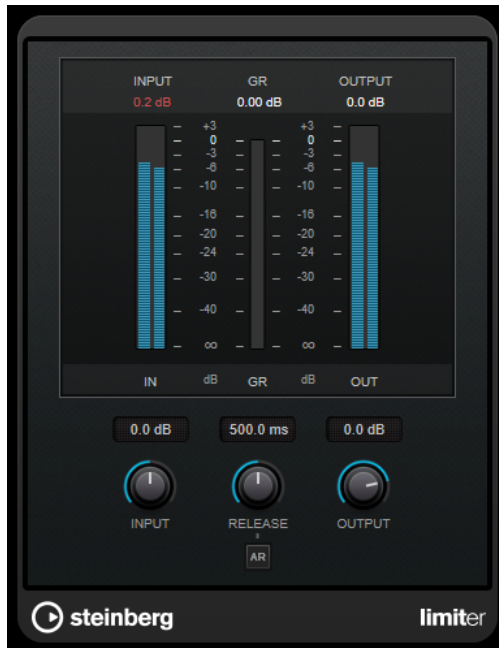 INPUT GR OUTPUT
0.2 dB 0.00 dB 0.0 dB
+3 +3
0 0
-3 -3
-6 -6
-10 -10
-16 -16
-20 -20
-24 -24
-30 -30
-40 -40
∞ ∞
IN dB GR dB OUT
0.0 dB 500.0 ms 0.0 dB
INPUT RELEASE OUTPUT
AR
steinberg limiter